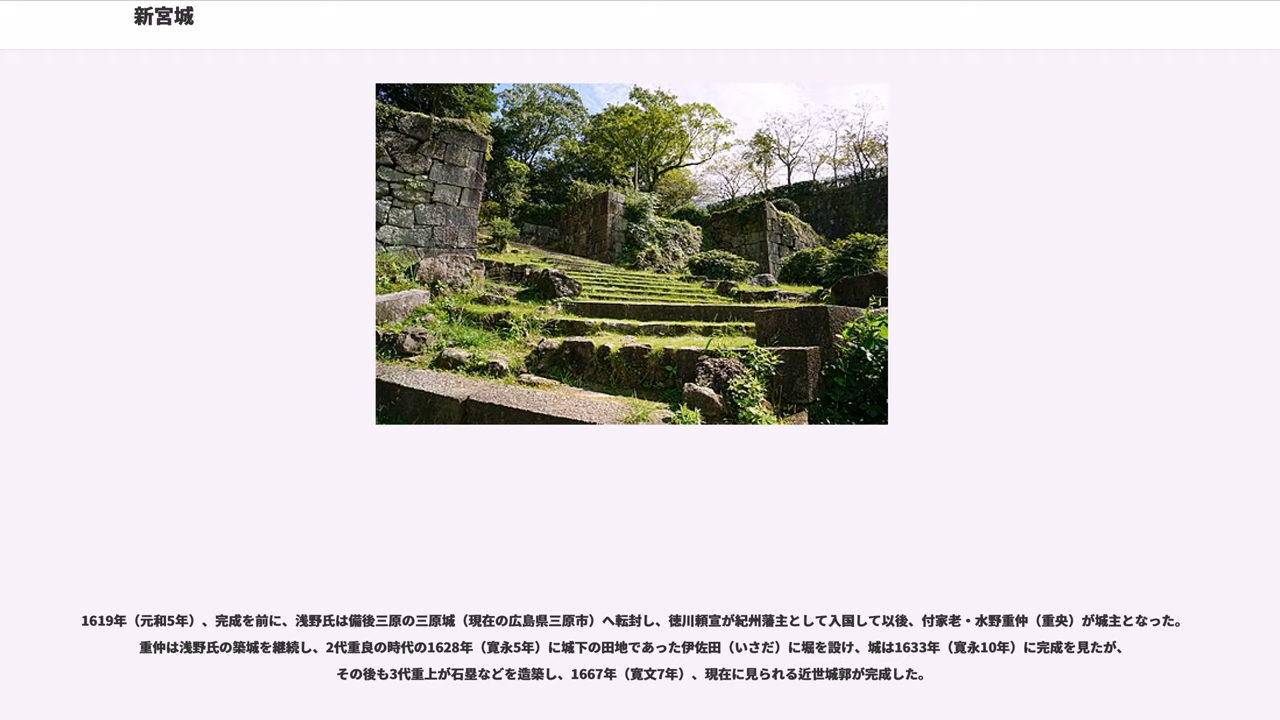 新宮城
1619年（元和5年）、完成を前に、浅野氏は備後三原の三原城（現在の広島県三原市）へ転封し、徳川頼宣が紀州藩主として入国して以後、付家老・水野重仲（重央）が城主となった。
重仲は浅野氏の築城を継続し、2代重良の時代の1628年（寛永5年）に城下の田地であった伊佐田（いさだ）に堀を設け、城は1633年（寛永10年）に完成を見たが、
その後も3代重上が石塁などを造築し、1667年（寛文7年）、現在に見られる近世城郭が完成した。